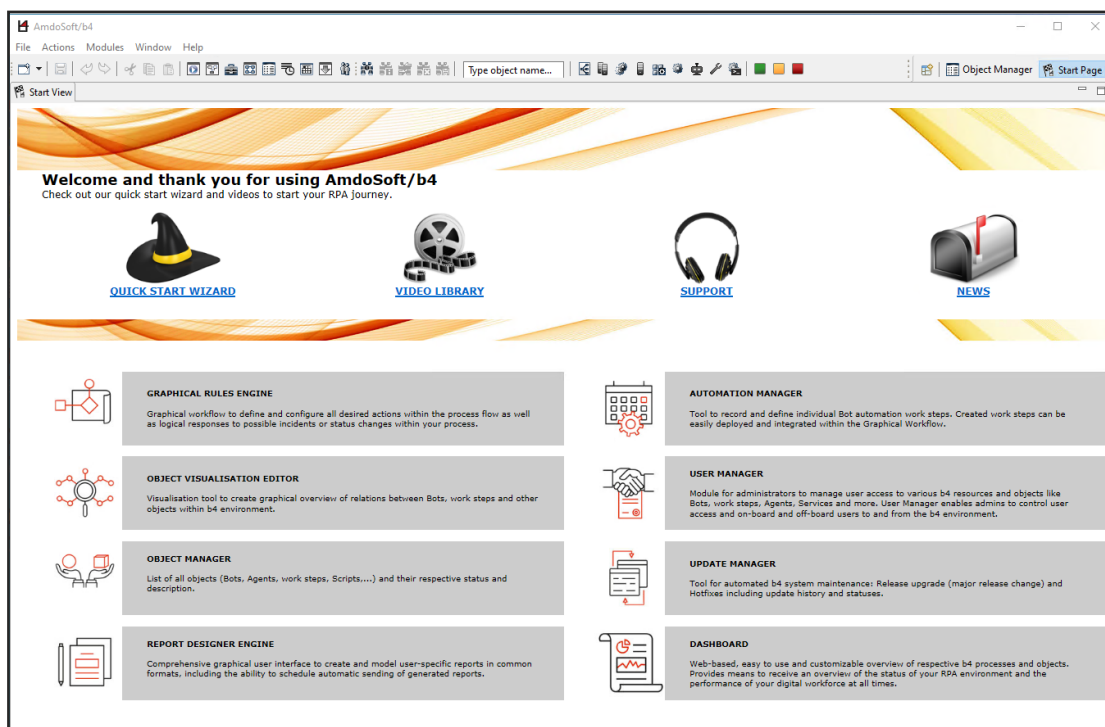 AmdoSoft/b4
File Actions Modules Window Help
Type object name...
Object Manager
Start Page
Start View
Welcome and thank you for using AmdoSoft/b4
Check out our quick start wizard and videos to start your RPA journey.
QUICK START WIZARD
VIDEO LIBRARY
SUPPORT
NEWS
GRAPHICAL RULES ENGINE
Graphical workflow to define and configure all desired actions within the process flow as well
as logical responses to possible incidents or status changes within your process.
AUTOMATION MANAGER
Tool to record and define individual Bot automation work steps. Created work steps can be
easily deployed and integrated within the Graphical Workflow.
OBJECT VISUALISATION EDITOR
Visualisation tool to create graphical overview of relations between Bots, work steps and other
objects within b4 environment.
USER MANAGER
Module for administrators to manage user access to various b4 resources and objects like
Bots, work steps, Agents, Services and more. User Manager enables admins to control user
access and on-board and off-board users to and from the b4 environment.
OBJECT MANAGER
List of all objects (Bots, Agents, work steps, Scripts,...) and their respective status and
description.
UPDATE MANAGER
Tool for automated b4 system maintenance: Release upgrade (major release change) and
Hotfixes including update history and statuses.
REPORT DESIGNER ENGINE
Comprehensive graphical user interface to create and model user-specific reports in common
formats, including the ability to schedule automatic sending of generated reports.
DASHBOARD
Web-based, easy to use and customizable overview of respective b4 processes and objects.
Provides means to receive an overview of the status of your RPA environment and the
performance of your digital workforce at all times.